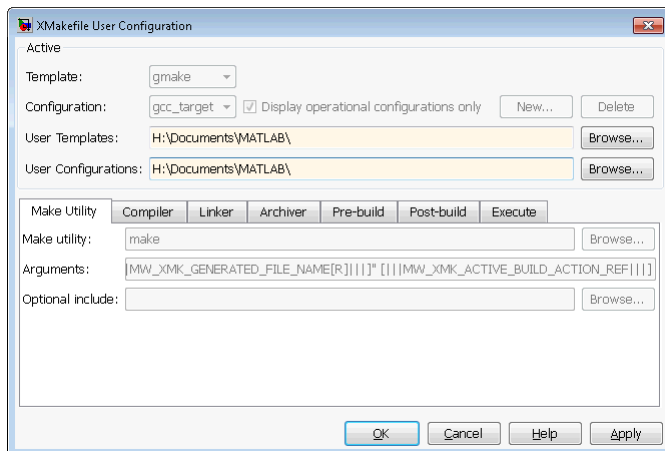 XMakefile User Configuration
Active
Template: gmake
Configuration: gcc_target Display operational configurations only New... Delete
User Templates: H:\Documents\MATLAB\ Browse...
User Configurations: H:\Documents\MATLAB\ Browse...
Make Utility Compiler Linker Archiver Pre-build Post-build Execute
Make utility: make Browse...
Arguments: |MW_XMK_GENERATED_FILE_NAME[R]|||]" [|||MW_XMK_ACTIVE_BUILD_ACTION_REF|||]
Optional include: Browse...
OK Cancel Help Apply